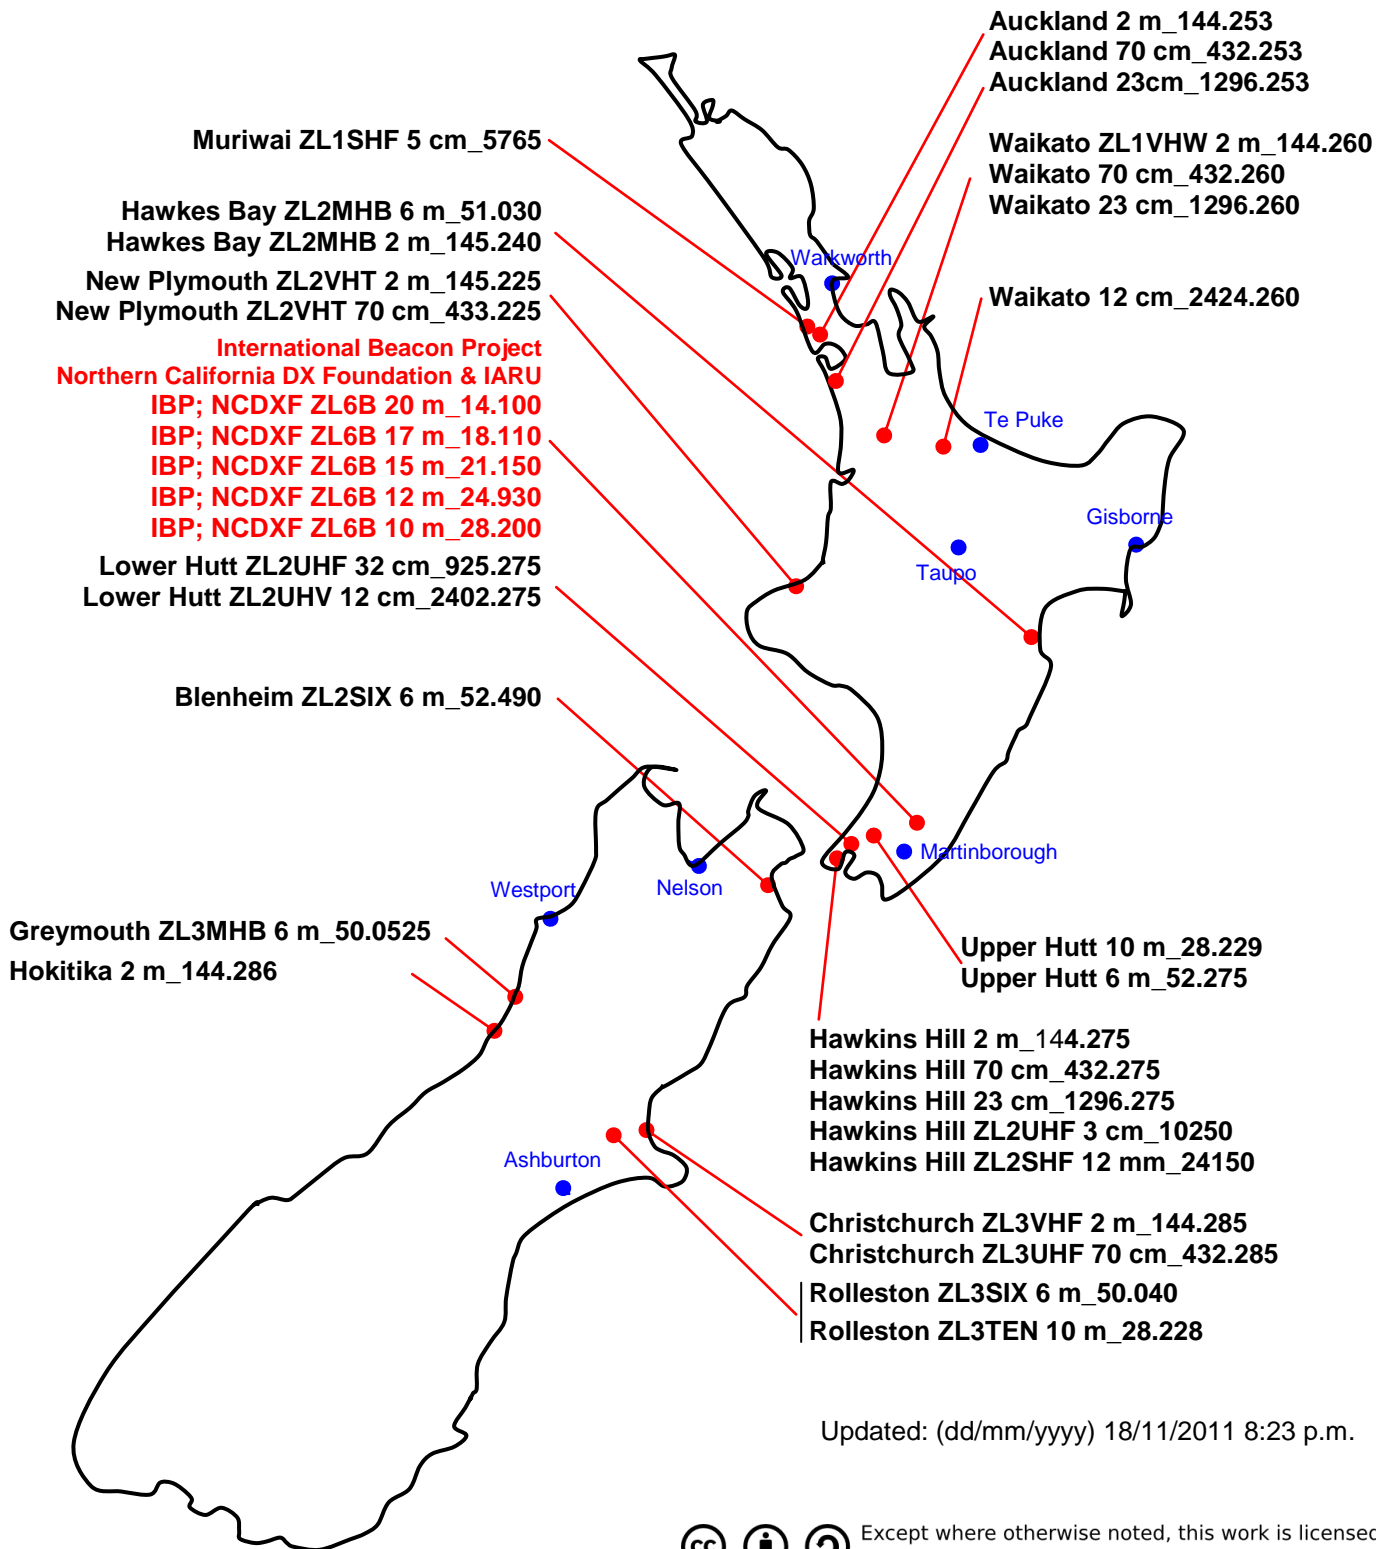 Auckland 2 m_144.253
Auckland 70 cm_432.253
Auckland 23cm_1296.253
Muriwai ZL1SHF 5 cm_5765
Waikato ZL1VHW 2 m_144.260
Waikato 70 cm_432.260
Waikato 23 cm_1296.260
Hawkes Bay ZL2MHB 6 m_51.030
Hawkes Bay ZL2MHB 2 m_145.240
Warkworth
New Plymouth ZL2VHT 2 m_145.225
New Plymouth ZL2VHT 70 cm_433.225
Waikato 12 cm_2424.260
International Beacon Project
Northern California DX Foundation & IARU
IBP; NCDXF ZL6B 20 m_14.100
IBP; NCDXF ZL6B 17 m_18.110
IBP; NCDXF ZL6B 15 m_21.150
IBP; NCDXF ZL6B 12 m_24.930
IBP; NCDXF ZL6B 10 m_28.200
Te Puke
Gisborne
Taupo
Lower Hutt ZL2UHF 32 cm_925.275
Lower Hutt ZL2UHV 12 cm_2402.275
Blenheim ZL2SIX 6 m_52.490
Martinborough
Nelson
Westport
Greymouth ZL3MHB 6 m_50.0525
Hokitika 2 m_144.286
Upper Hutt 10 m_28.229
Upper Hutt 6 m_52.275
Hawkins Hill 2 m_144.275
Hawkins Hill 70 cm_432.275
Hawkins Hill 23 cm_1296.275
Hawkins Hill ZL2UHF 3 cm_10250
Hawkins Hill ZL2SHF 12 mm_24150
Ashburton
Christchurch ZL3VHF 2 m_144.285
Christchurch ZL3UHF 70 cm_432.285
Rolleston ZL3SIX 6 m_50.040
Rolleston ZL3TEN 10 m_28.228
Updated: (dd/mm/yyyy) 18/11/2011 8:23 p.m.
cc
Except where otherwise noted, this work is licensed